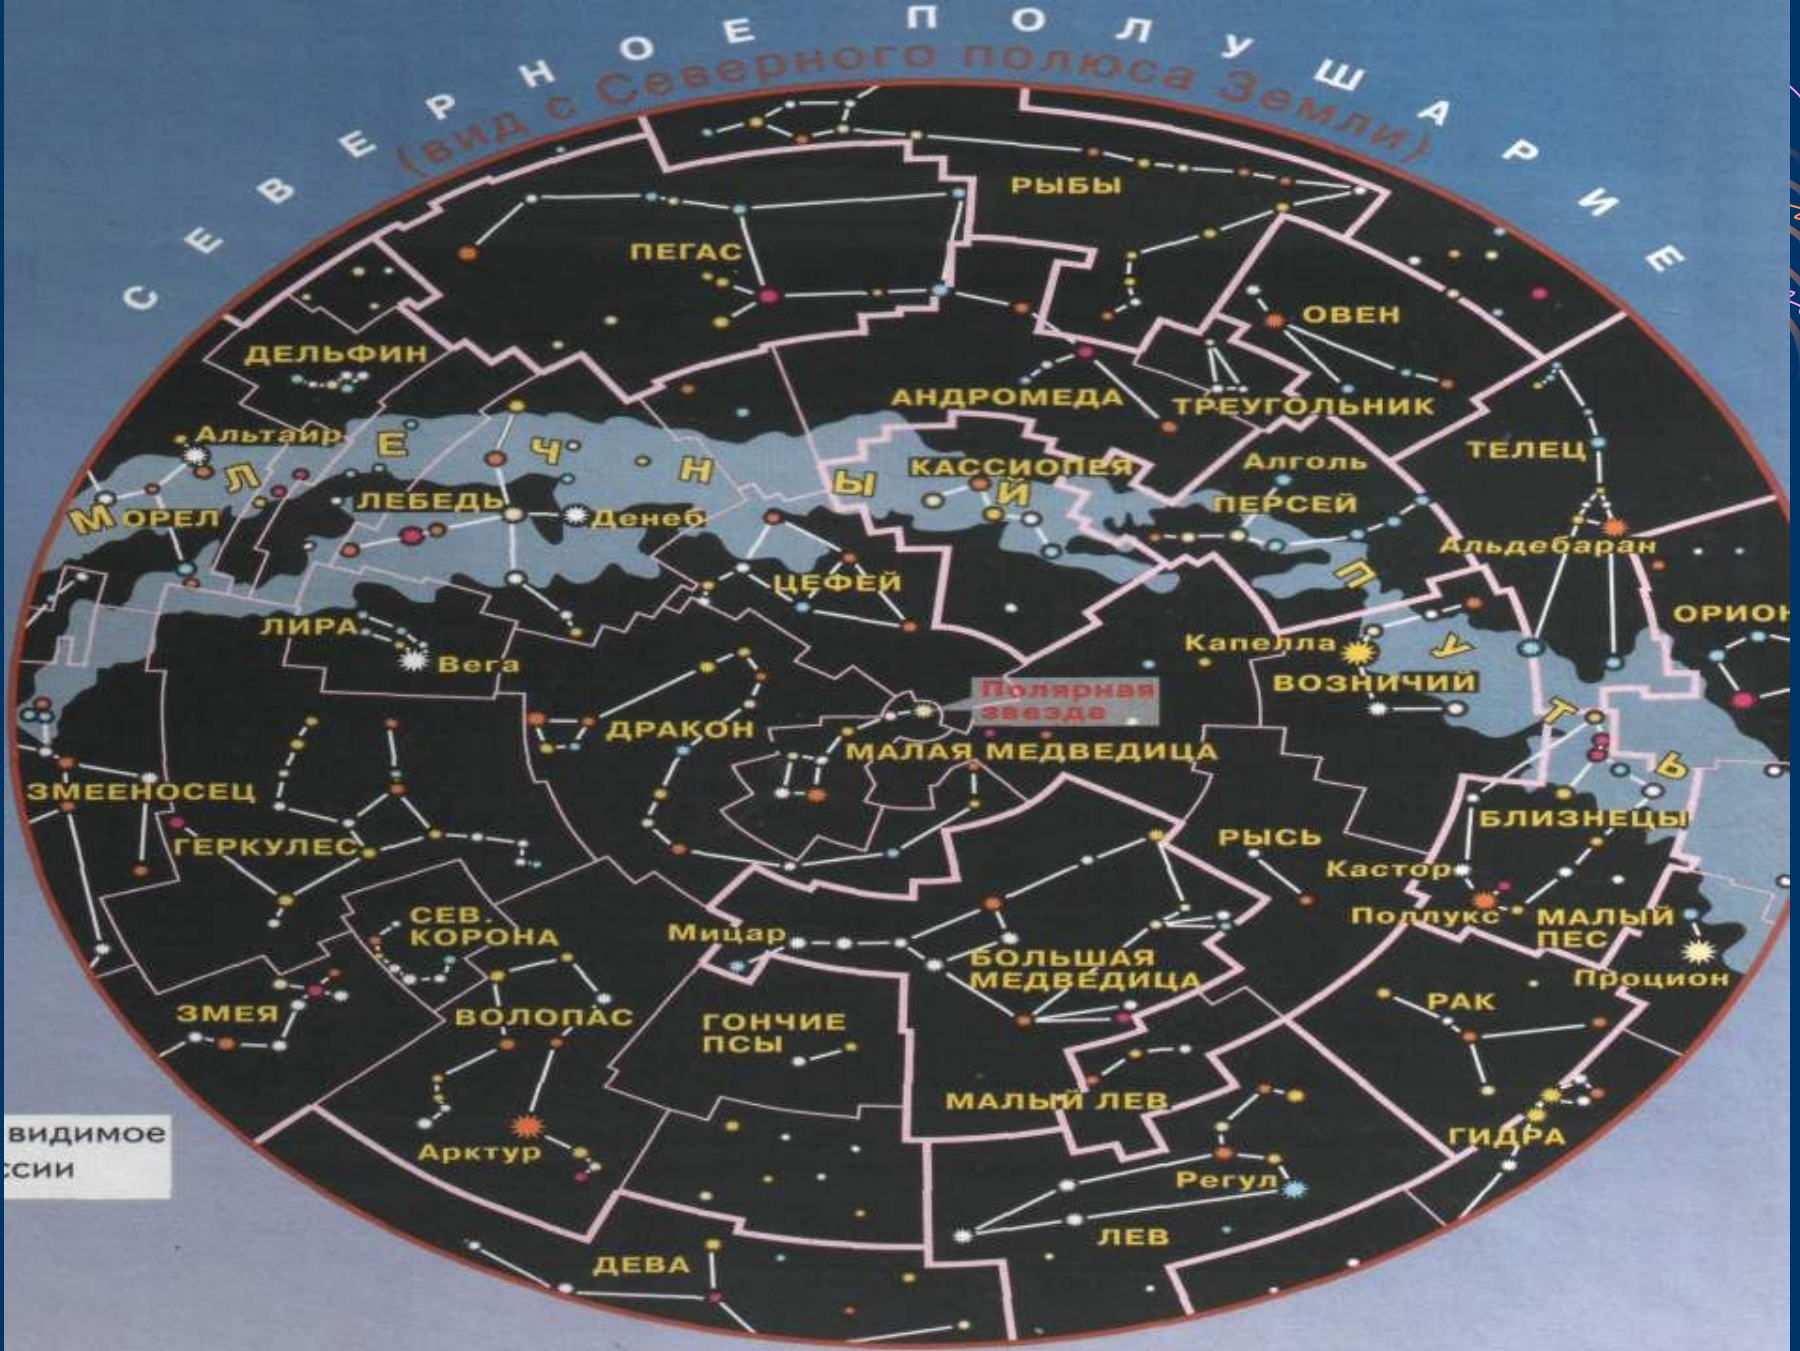 СЕВЕРНОЕ ПОЛУШАРИЕ
(вид с Северного полюса Земли)
РЫБЫ
ПЕГАС
ОВЕН
ДЕЛЬФИН
АНДРОМЕДА
ТРЕУГОЛЬНИК
Альтаир
МЛЕЧНЫЙ ПУТЬ
КАССИОПЕЯ
Алголь
ТЕЛЕЦ
ОРЕЛ
ЛЕБЕДЬ
Денеб
ПЕРСЕЙ
Альдебаран
ЦЕФЕЙ
ОРИОН
ЛИРА
Вега
Капелла
ВОЗНИЧИЙ
Полярная
звезда
ДРАКОН
МАЛАЯ МЕДВЕДИЦА
ЗМЕЕНОСЕЦ
ГЕРКУЛЕС
РЫСЬ
БЛИЗНЕЦЫ
Кастор
Поллукс
МАЛЫЙ
ПЕС
Процион
СЕВ.
КОРОНА
Мицар
БОЛЬШАЯ
МЕДВЕДИЦА
ЗМЕЯ
ВОЛОПАС
ГОНЧИЕ
ПСЫ
РАК
МАЛЫЙ ЛЕВ
ГИДРА
видимое
ссии
Арктур
Регул
ЛЕВ
ДЕВА